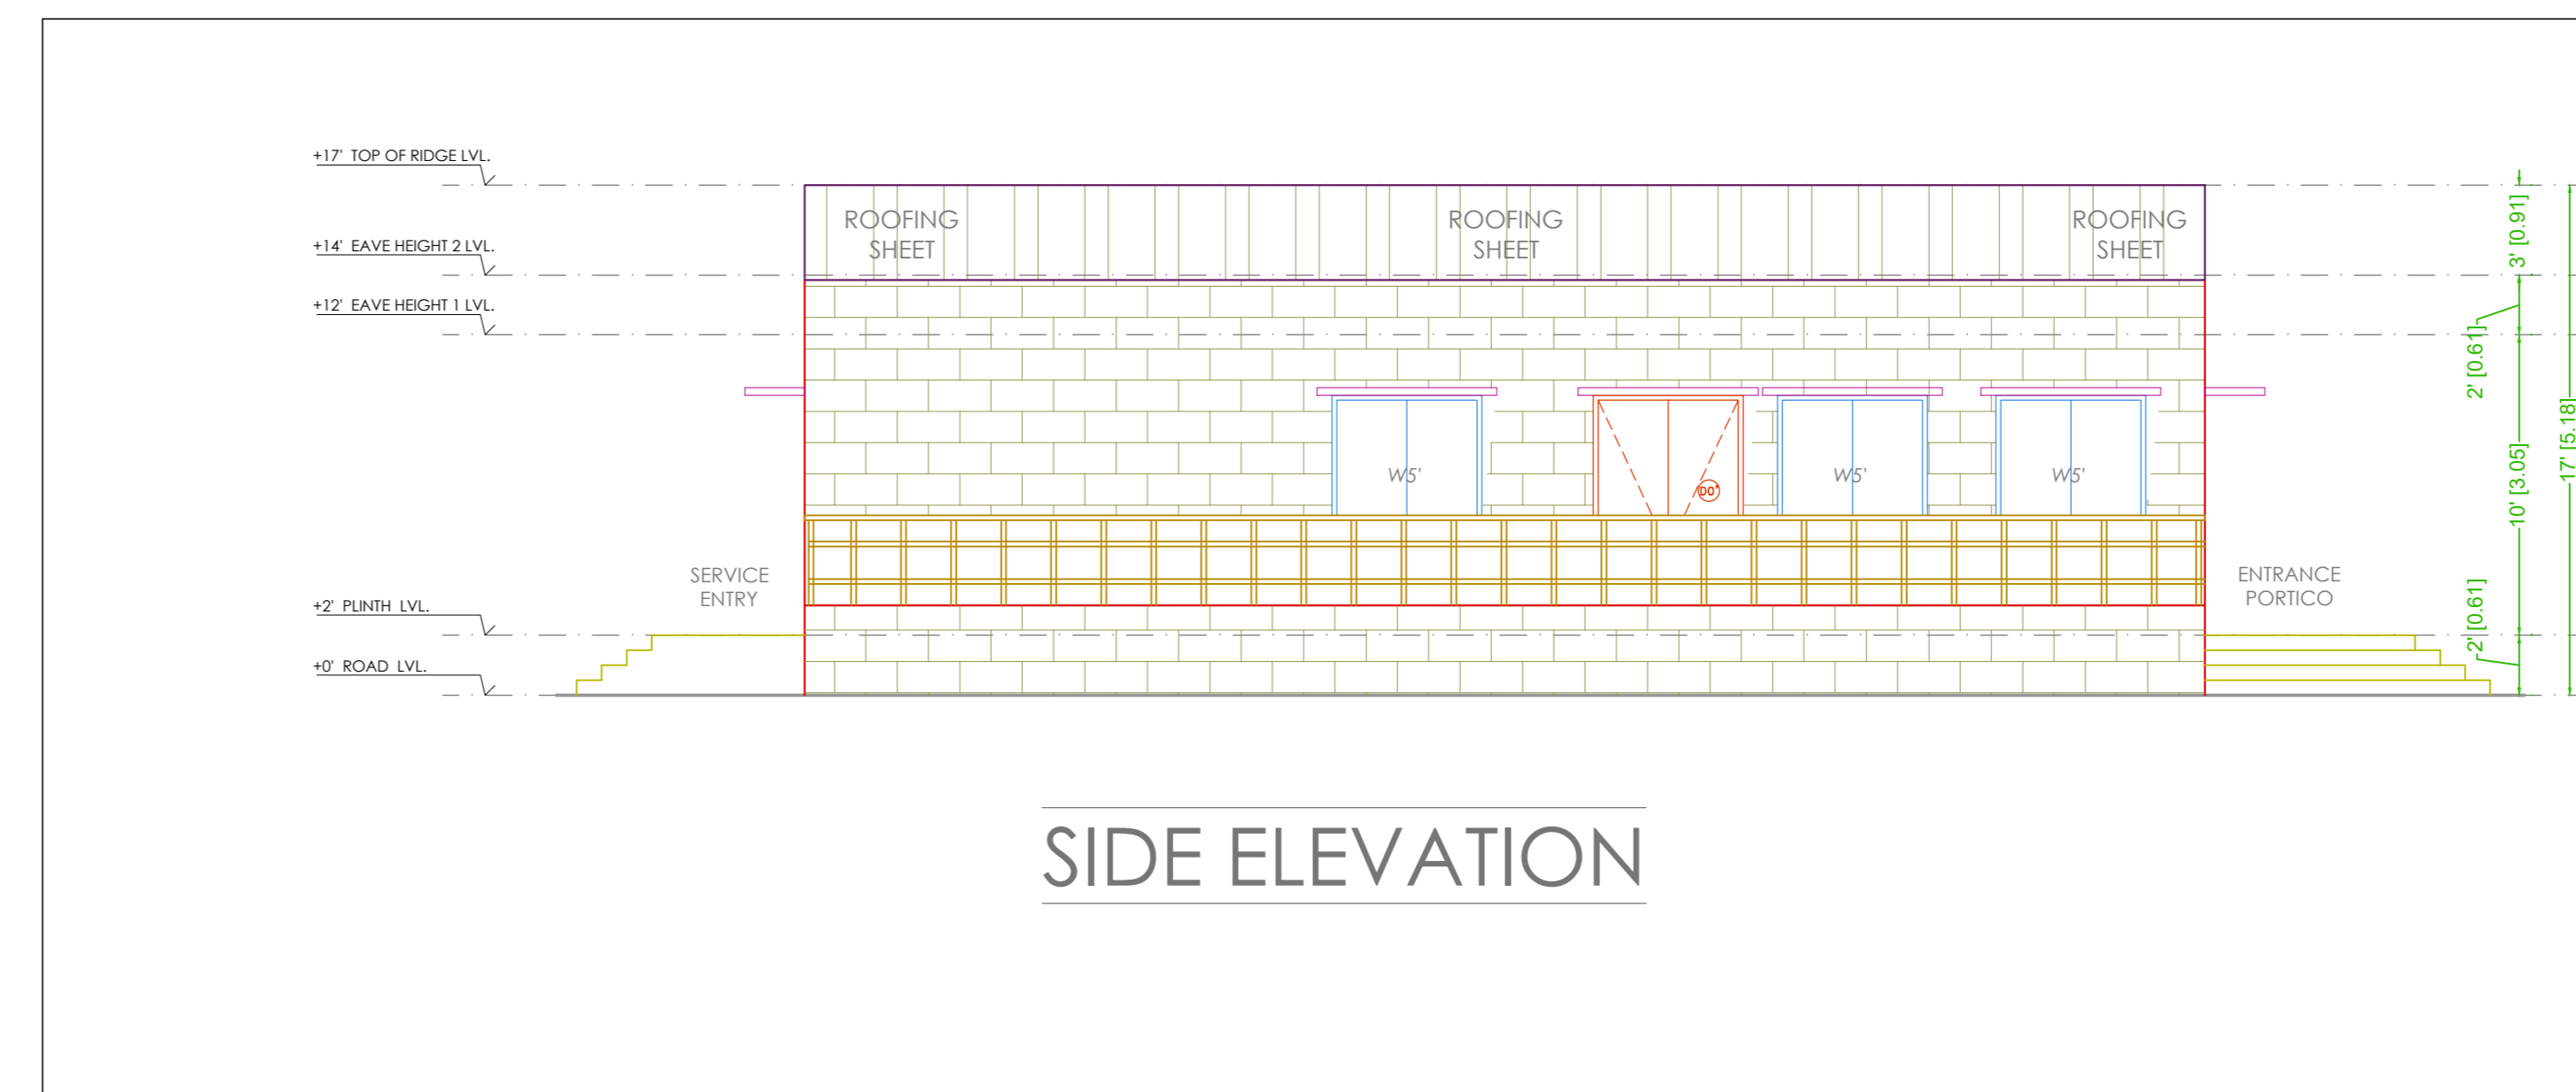 +17' TOP OF RIDGE LVL.
ROOFING
SHEET
ROOFING
SHEET
ROOFING
SHEET
3' [0.91]
+14' EAVE HEIGHT 2 LVL.
+12' EAVE HEIGHT 1 LVL.
2' [0.61]
17' [5.18]
10' [3.05]
W5'
DO'
W5'
W5'
SERVICE
ENTRY
ENTRANCE
PORTICO
+2' PLINTH LVL.
2' [0.61]
+0' ROAD LVL.
SIDE ELEVATION